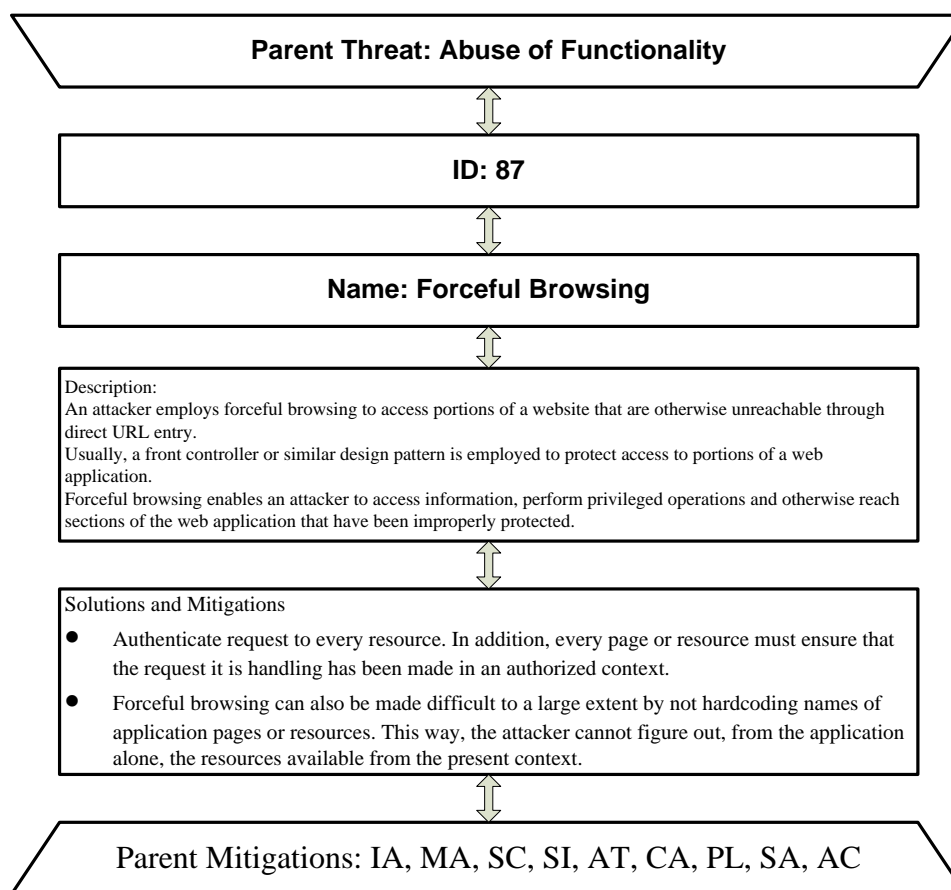 Parent Threat: Abuse of Functionality
ID: 87
Name: Forceful Browsing
Description:
An attacker employs forceful browsing to access portions of a website that are otherwise unreachable through
direct URL entry.
Usually, a front controller or similar design pattern is employed to protect access to portions of a web
application.
Forceful browsing enables an attacker to access information, perform privileged operations and otherwise reach
sections of the web application that have been improperly protected.
Solutions and Mitigations
● Authenticate request to every resource. In addition, every page or resource must ensure that
the request it is handling has been made in an authorized context.
● Forceful browsing can also be made difficult to a large extent by not hardcoding names of
application pages or resources. This way, the attacker cannot figure out, from the application
alone, the resources available from the present context.
Parent Mitigations: IA, MA, SC, SI, AT, CA, PL, SA, AC